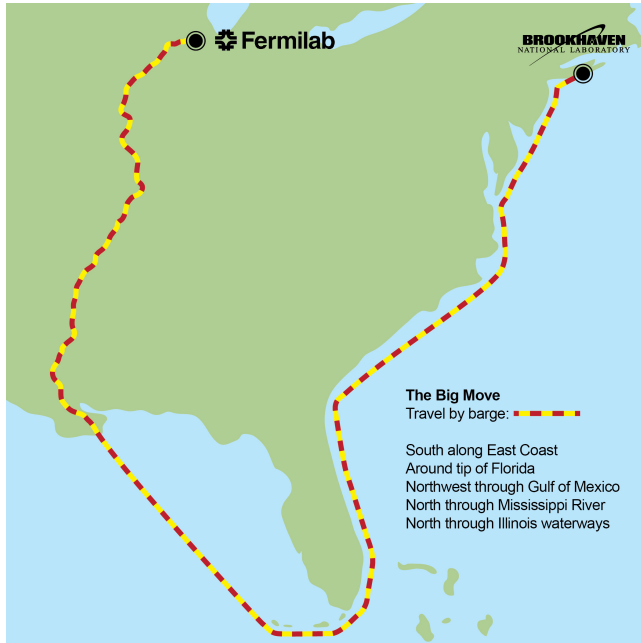 Fermilab
BROOKHAVEN
NATIONAL LABORATORY
The Big Move
Travel by barge:
South along East Coast
Around tip of Florida
Northwest through Gulf of Mexico
North through Mississippi River
North through Illinois waterways